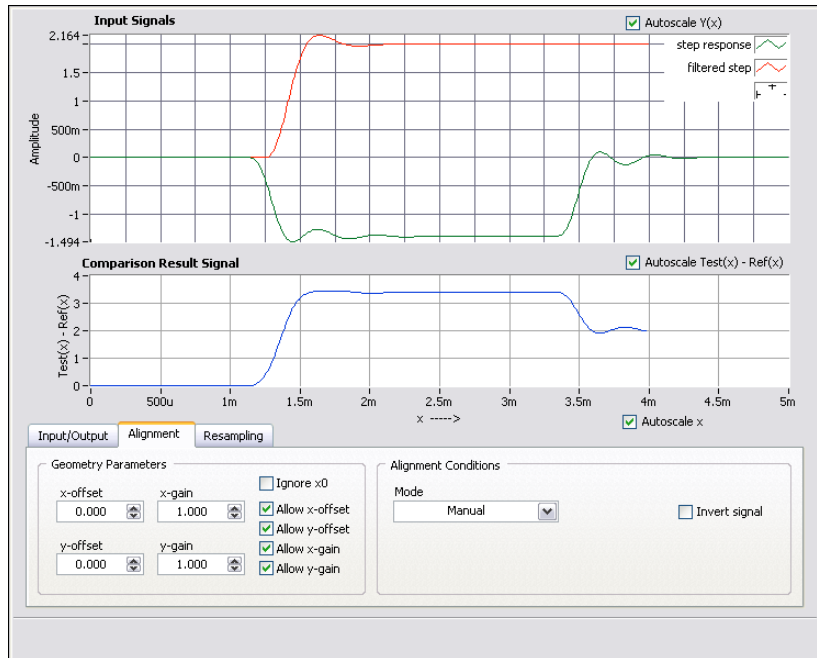 Input Signals
Autoscale Y(x)
2.164
1.5
1
500m
0
-500m
-1
-1.494
Amplitude
step response
filtered step
Comparison Result Signal
Autoscale Test(x) - Ref(x)
4
3
2
1
0
Test(x) - Ref(x)
0 500u 1m 1.5m 2m 2.5m 3m 3.5m 4m 4.5m 5m
x ----->
Autoscale x
Input/Output Alignment Resampling
Geometry Parameters
x-offset x-gain
0.000 1.000
y-offset y-gain
0.000 1.000
Ignore x0
Allow x-offset
Allow y-offset
Allow x-gain
Allow y-gain
Alignment Conditions
Mode
Manual
Invert signal